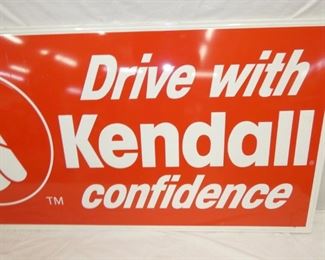 Drive with
Kendall®
confidence
TM